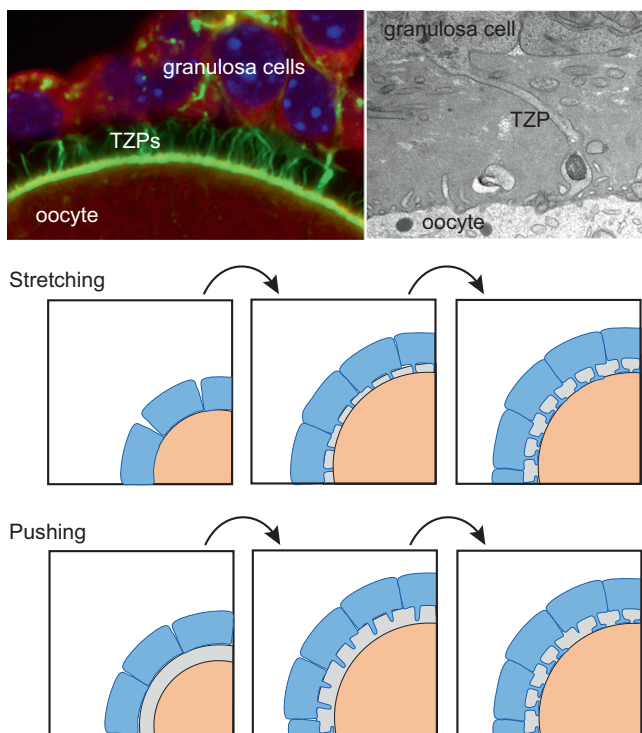 granulosa cells
TZPs
oocyte
granulosa cell
TZP
oocyte
Stretching
Pushing